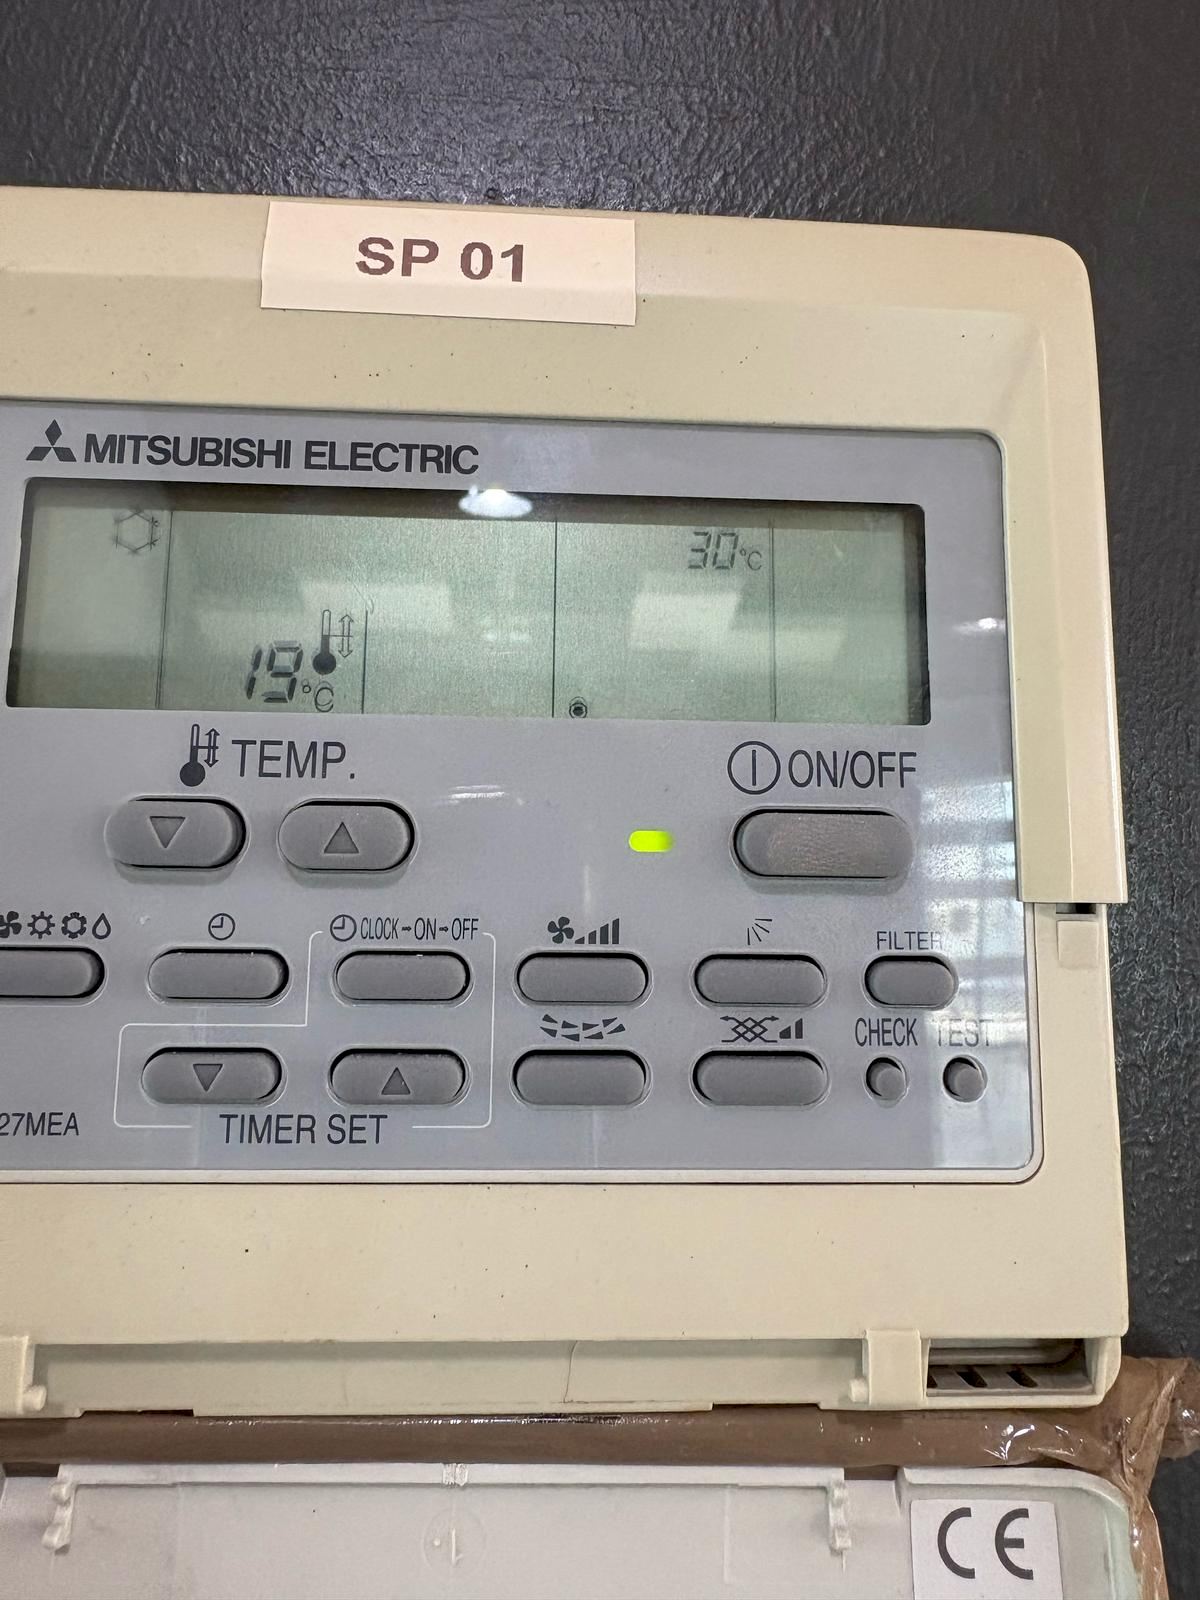 SP 01
MITSUBISHI ELECTRIC
30°C
19°C
TEMP.
ON/OFF
CLOCK→ON→OFF
FILTER
CHECK TEST
27MEA
TIMER SET
CE